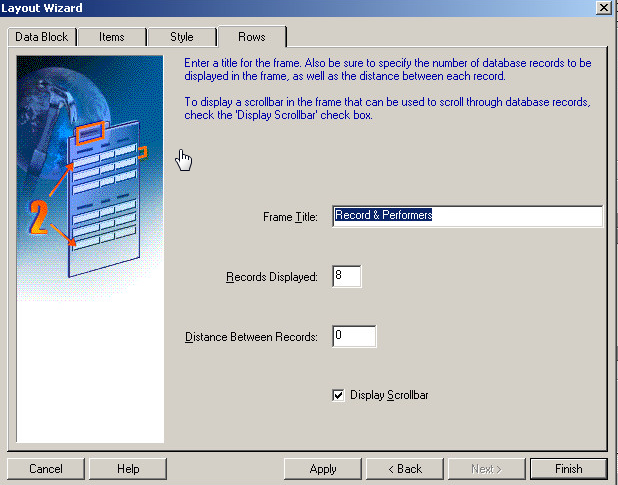 Layout Wizard
Data Block
Items
Style
Rows
Enter a title for the frame. Also be sure to specify the number of database records to be
displayed in the frame, as well as the distance between each record.
To display a scrollbar in the frame that can be used to scroll through database records,
check the 'Display Scrollbar' check box.
2
Frame Title:
Record & Performers
Records Displayed:
8
Distance Between Records:
0
Display Scrollbar
Cancel
Help
Apply
< Back
Next >
Finish